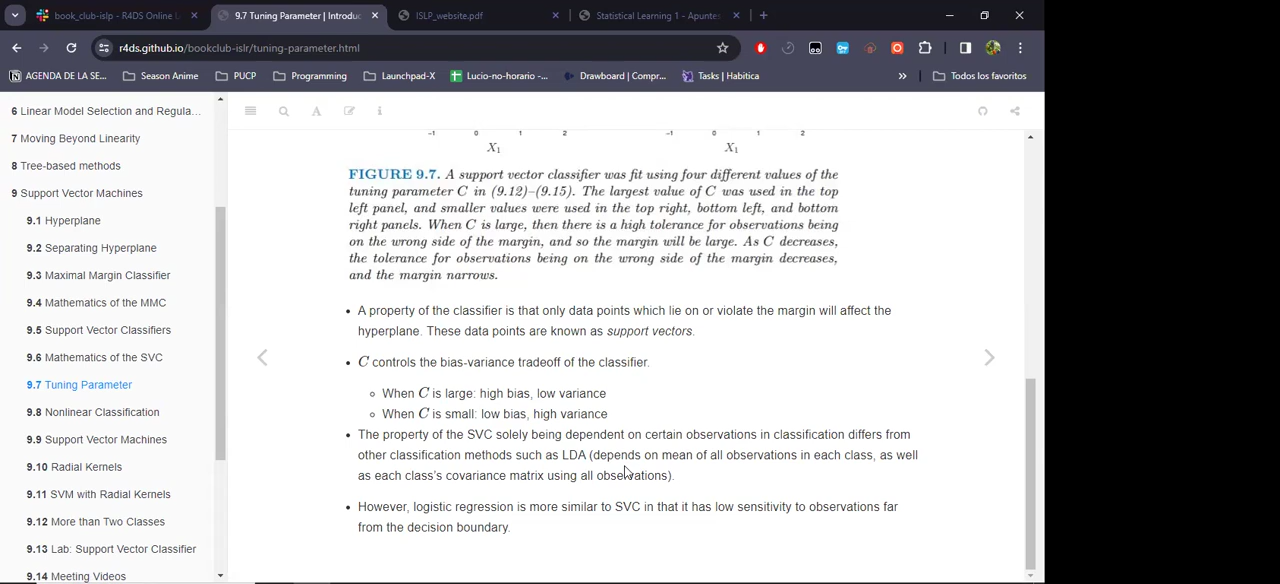 book_club-islp - R4DS Online L
9.7 Tuning Parameter | Introduc
ISLP_website.pdf
Statistical Learning 1 - Apuntes
r4ds.github.io/bookclub-islr/tuning-parameter.html
AGENDA DE LA SE...
Season Anime
PUCP
Programming
Launchpad-X
Lucio-no-horario -...
Drawboard | Compr...
Tasks | Habitica
»
Todos los favoritos
6 Linear Model Selection and Regula...
7 Moving Beyond Linearity
8 Tree-based methods
9 Support Vector Machines
9.1 Hyperplane
9.2 Separating Hyperplane
9.3 Maximal Margin Classifier
9.4 Mathematics of the MMC
9.5 Support Vector Classifiers
9.6 Mathematics of the SVC
9.7 Tuning Parameter
9.8 Nonlinear Classification
9.9 Support Vector Machines
9.10 Radial Kernels
9.11 SVM with Radial Kernels
9.12 More than Two Classes
9.13 Lab: Support Vector Classifier
9.14 Meeting Videos
-1 0 1 2 -1 0 1 2
X₁ X₁
FIGURE 9.7. A support vector classifier was fit using four different values of the
tuning parameter C in (9.12)–(9.15). The largest value of C was used in the top
left panel, and smaller values were used in the top right, bottom left, and bottom
right panels. When C is large, then there is a high tolerance for observations being
on the wrong side of the margin, and so the margin will be large. As C decreases,
the tolerance for observations being on the wrong side of the margin decreases,
and the margin narrows.
• A property of the classifier is that only data points which lie on or violate the margin will affect the
hyperplane. These data points are known as support vectors.
• C controls the bias-variance tradeoff of the classifier.
◦ When C is large: high bias, low variance
◦ When C is small: low bias, high variance
• The property of the SVC solely being dependent on certain observations in classification differs from
other classification methods such as LDA (depends on mean of all observations in each class, as well
as each class's covariance matrix using all observations).
• However, logistic regression is more similar to SVC in that it has low sensitivity to observations far
from the decision boundary.